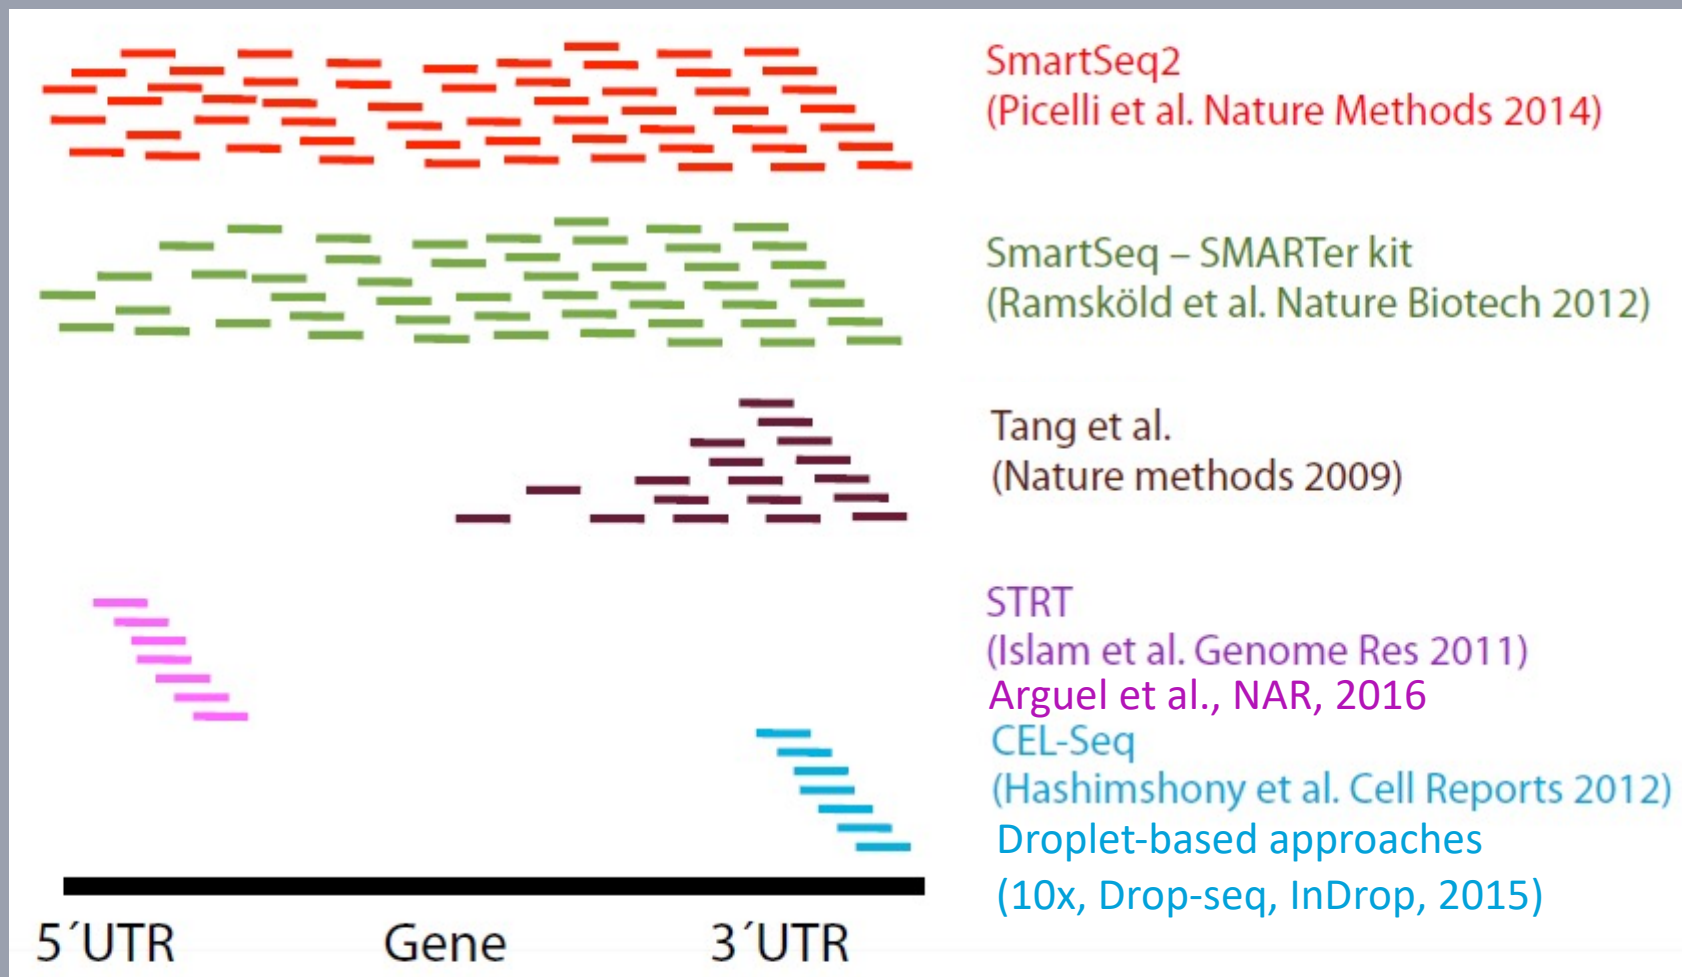 SmartSeq2
(Picelli et al. Nature Methods 2014)
SmartSeq – SMARTer kit
(Ramsköld et al. Nature Biotech 2012)
Tang et al.
(Nature methods 2009)
STRT
(Islam et al. Genome Res 2011)
Arguel et al., NAR, 2016
CEL-Seq
(Hashimshony et al. Cell Reports 2012)
Droplet-based approaches
(10x, Drop-seq, InDrop, 2015)
5´UTR Gene 3´UTR